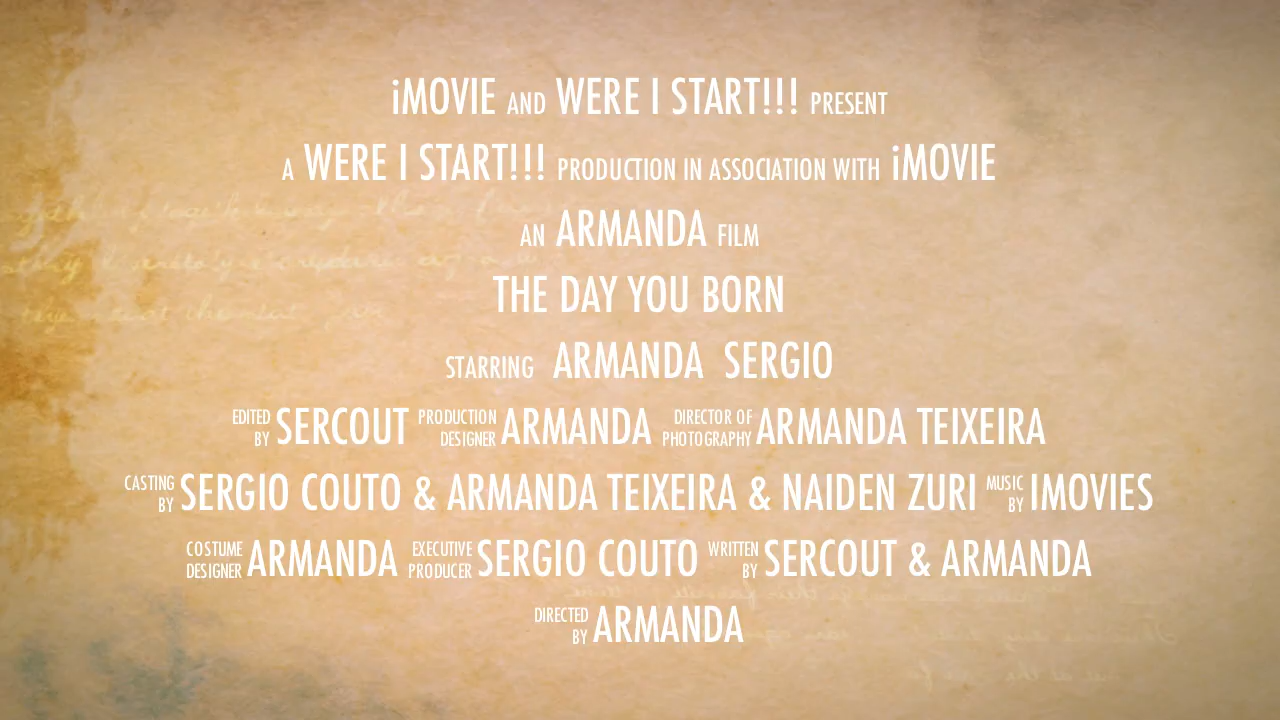 iMOVIE AND WERE I START!!! PRESENT
A WERE I START!!! PRODUCTION IN ASSOCIATION WITH iMOVIE
AN ARMANDA FILM
THE DAY YOU BORN
STARRING ARMANDA SERGIO
EDITED BY SERCOUT PRODUCTION DESIGNER ARMANDA DIRECTOR OF PHOTOGRAPHY ARMANDA TEIXEIRA
CASTING BY SERGIO COUTO & ARMANDA TEIXEIRA & NAIDEN ZURI MUSIC BY IMOVIES
COSTUME DESIGNER ARMANDA EXECUTIVE PRODUCER SERGIO COUTO WRITTEN BY SERCOUT & ARMANDA
DIRECTED BY ARMANDA